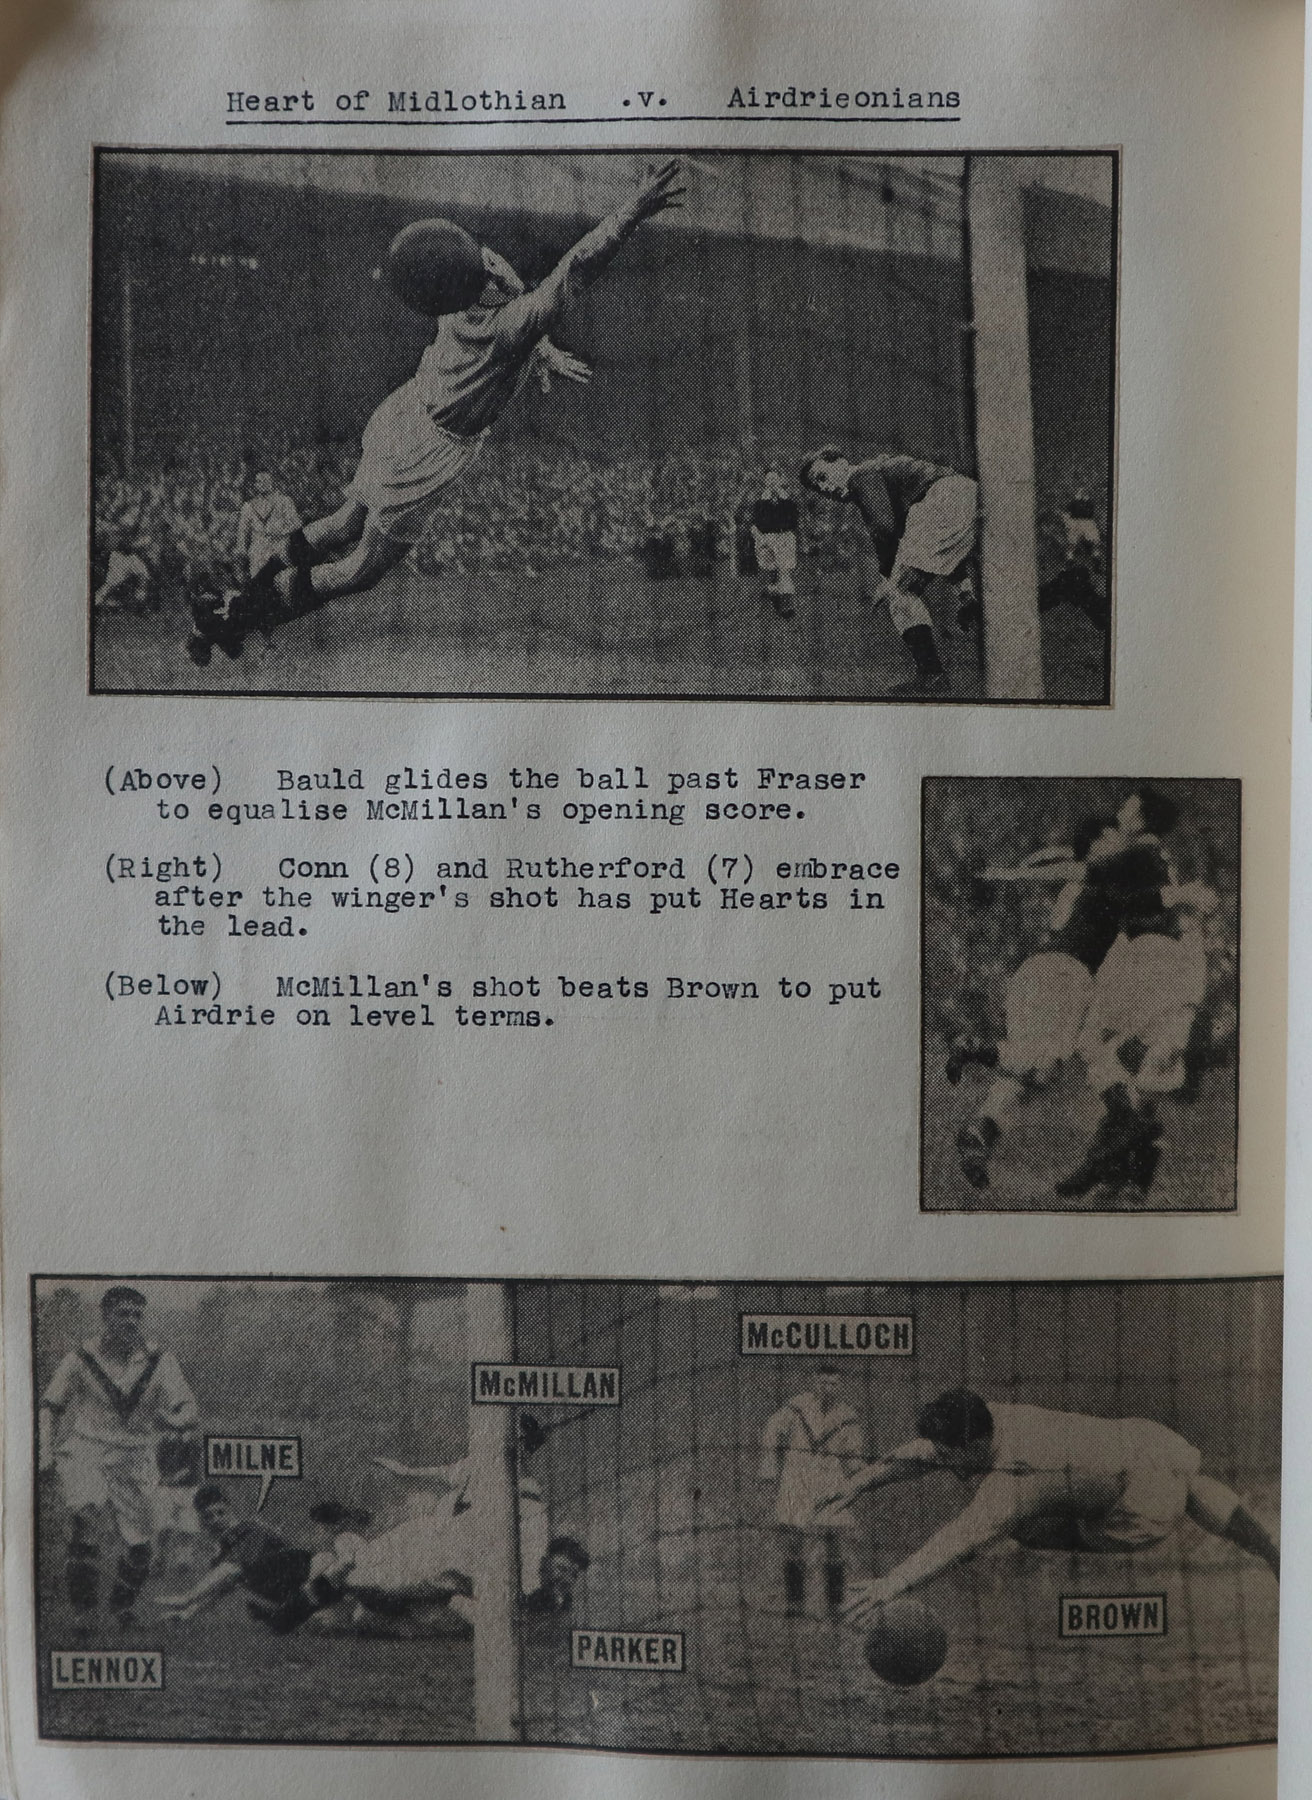 Heart of Midlothian .v. Airdrieonians
(Above) Bauld glides the ball past Fraser
to equalise McMillan's opening score.
(Right) Conn (8) and Rutherford (7) embrace
after the winger's shot has put Hearts in
the lead.
(Below) McMillan's shot beats Brown to put
Airdrie on level terms.
McCULLOCH
McMILLAN
MILNE
BROWN
PARKER
LENNOX